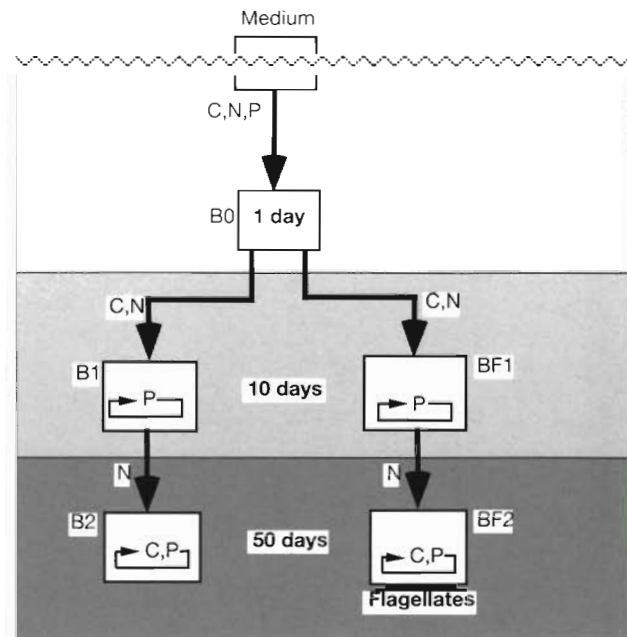 Medium
C,N,P
B0 1 day
C,N C,N
B1 10 days BF1
P P
N N
B2 50 days BF2
C,P C,P
Flagellates